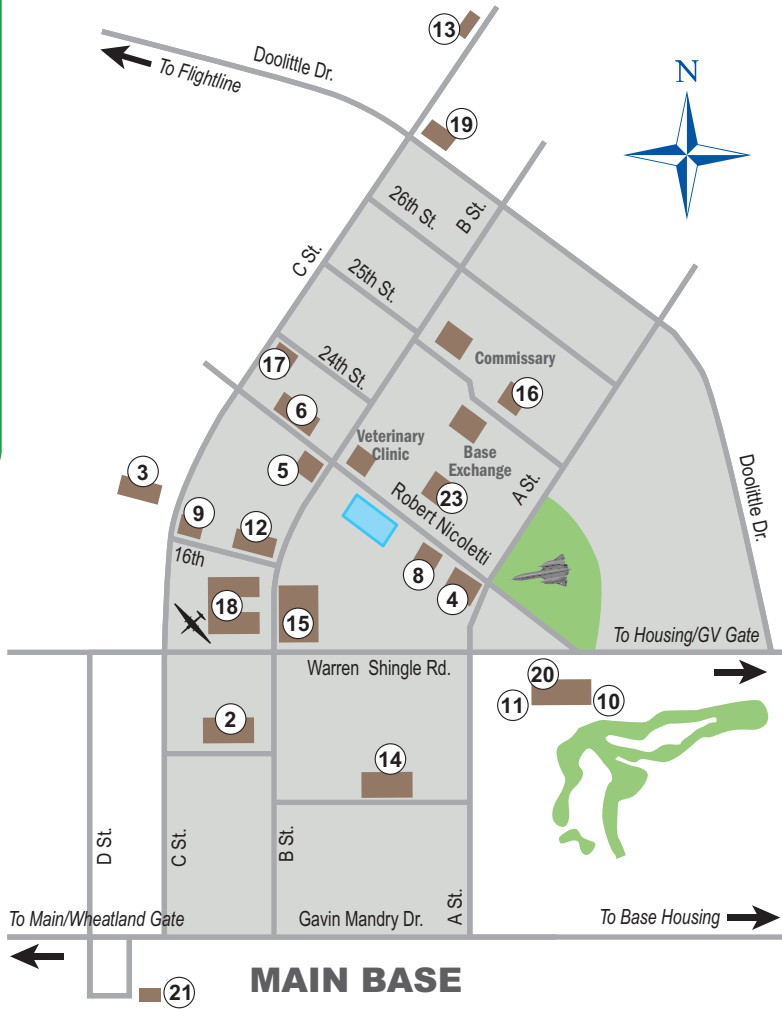 13
Doolittle Dr.
To Flightline
N
19
26th St.
B St.
C St.
25th St.
17
24th St.
Commissary
16
6
Veterinary
Clinic
Base
Exchange
5
3
23
A St.
Robert Nicoletti
Doolittle Dr.
9
12
16th
8
4
18
15
To Housing/GV Gate
Warren Shingle Rd.
20
11
10
2
14
D St.
C St.
B St.
A St.
To Main/Wheatland Gate
Gavin Mandry Dr.
To Base Housing
MAIN BASE
21